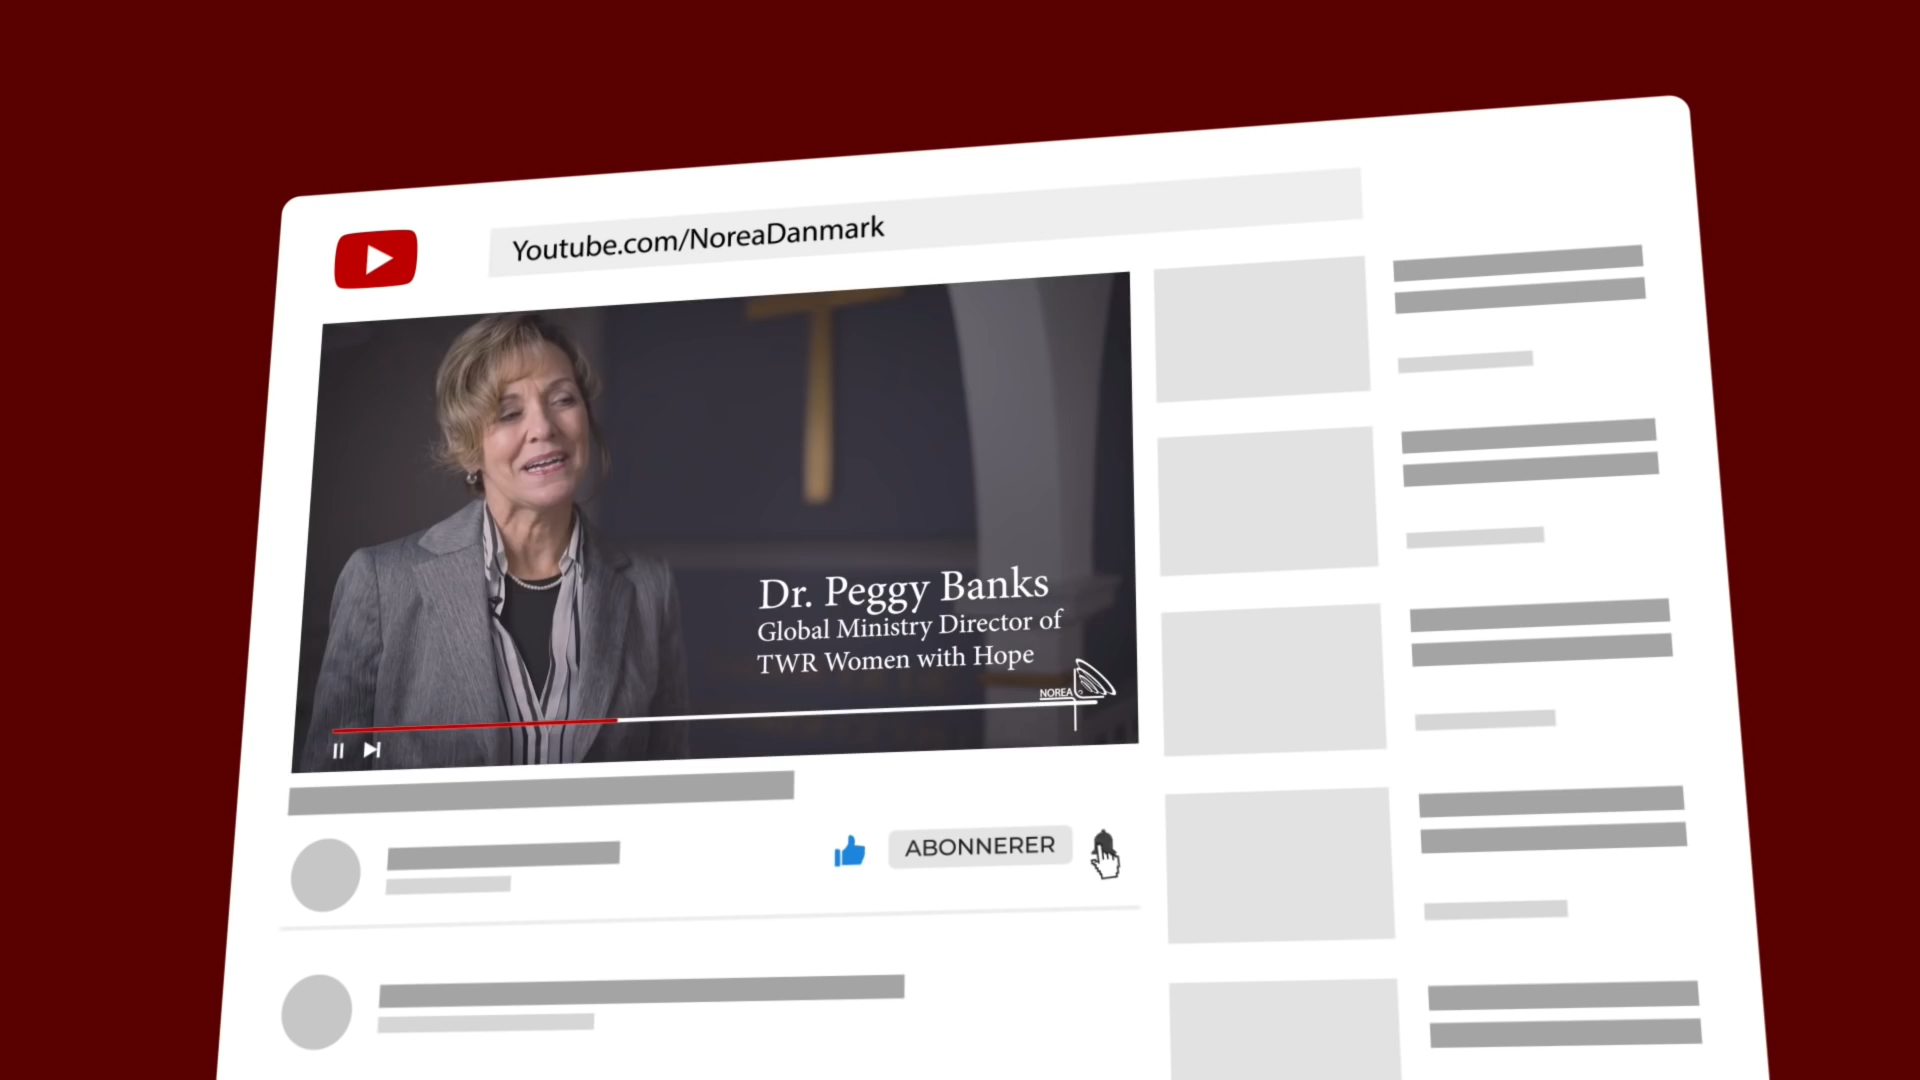 Youtube.com/NoreaDanmark
Dr. Peggy Banks
Global Ministry Director of
TWR Women with Hope
NOREA
ABONNERER